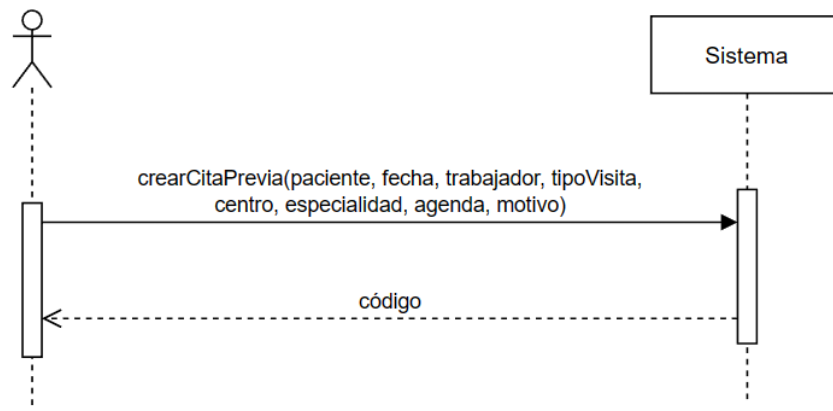 Sistema
crearCitaPrevia(paciente, fecha, trabajador, tipoVisita,
centro, especialidad, agenda, motivo)
código